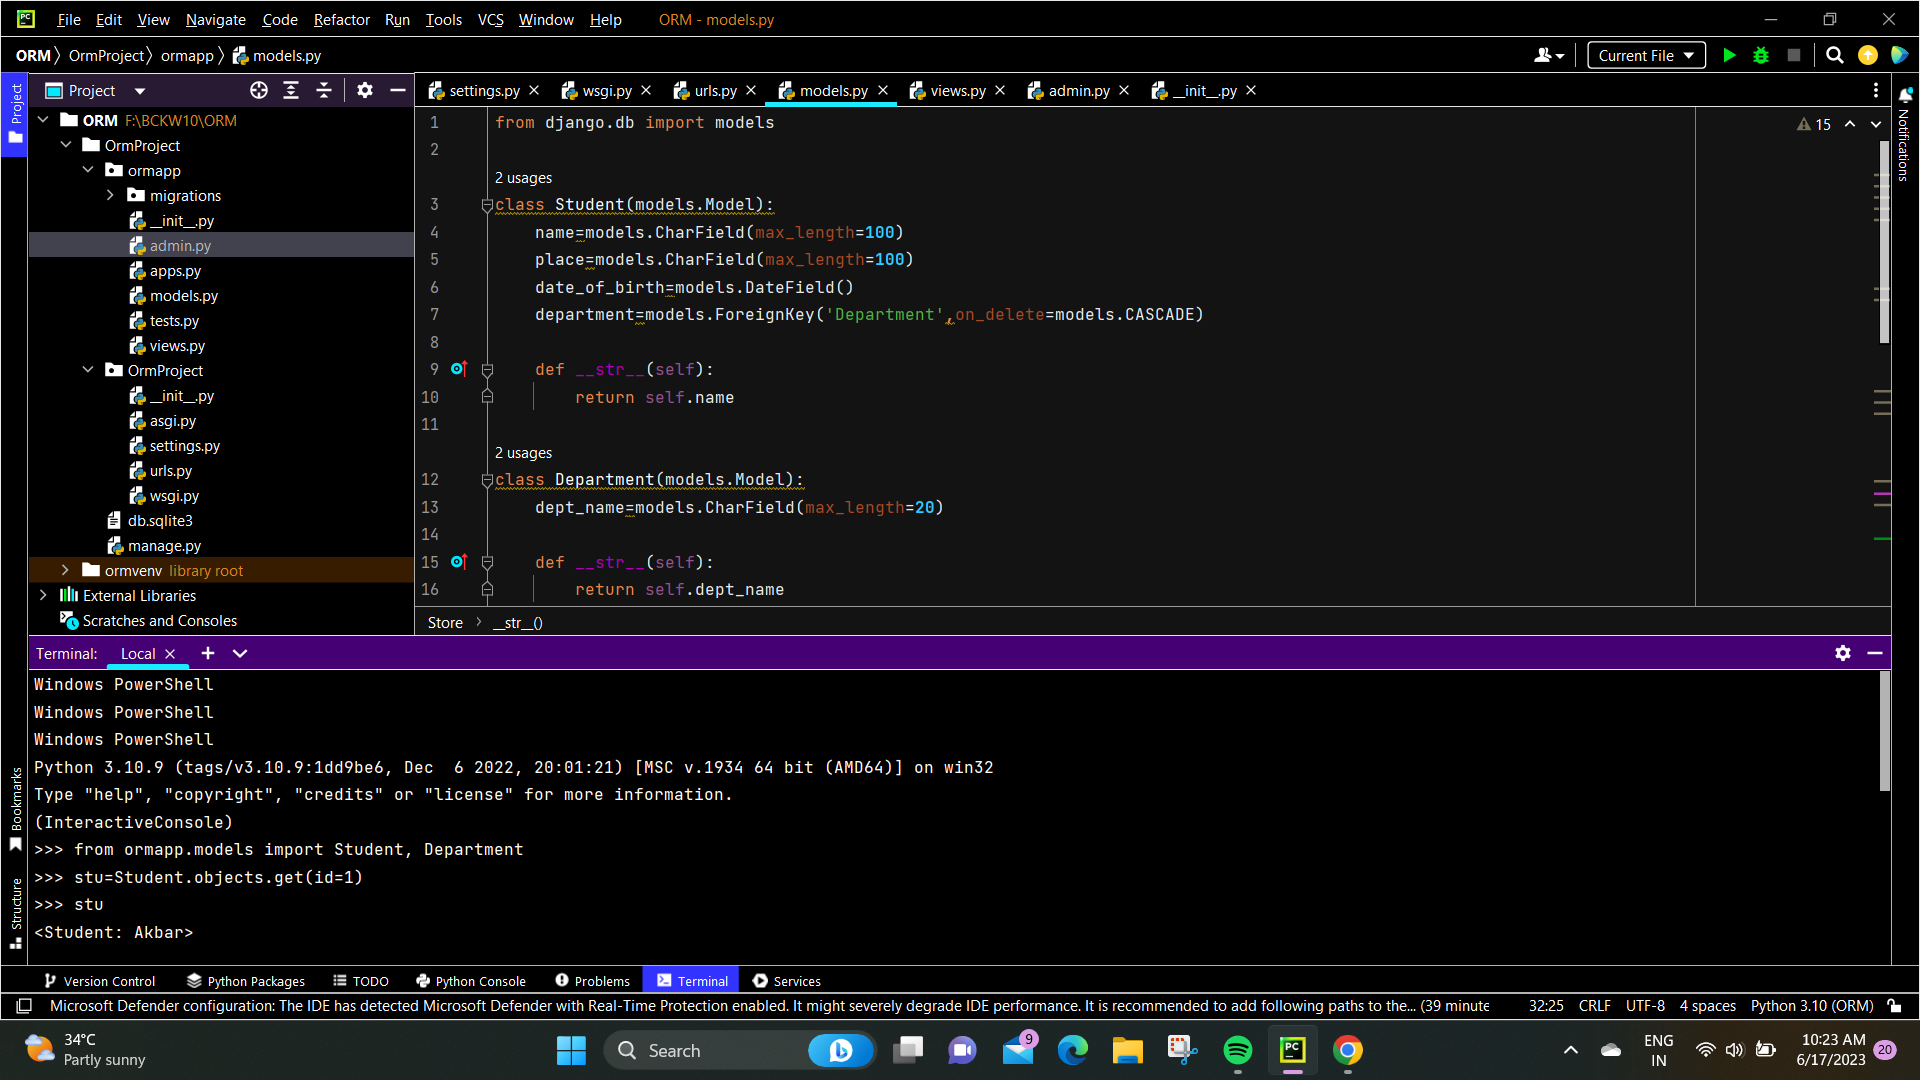 File Edit View Navigate Code Refactor Run Tools VCS Window Help ORM - models.py
ORM OrmProject ormapp models.py Current File
Project settings.py wsgi.py urls.py models.py views.py admin.py __init__.py
Project
ORM F:\BCKW10\ORM
OrmProject
ormapp
migrations
__init__.py
admin.py
apps.py
models.py
tests.py
views.py
OrmProject
__init__.py
asgi.py
settings.py
urls.py
wsgi.py
db.sqlite3
manage.py
ormvenv library root
External Libraries
Scratches and Consoles
15
Notifications
1 from django.db import models
2
2 usages
3 class Student(models.Model):
4 name=models.CharField(max_length=100)
5 place=models.CharField(max_length=100)
6 date_of_birth=models.DateField()
7 department=models.ForeignKey('Department',on_delete=models.CASCADE)
8
9 def __str__(self):
10 return self.name
11
2 usages
12 class Department(models.Model):
13 dept_name=models.CharField(max_length=20)
14
15 def __str__(self):
16 return self.dept_name
Store __str__()
Terminal: Local
Windows PowerShell
Windows PowerShell
Windows PowerShell
Python 3.10.9 (tags/v3.10.9:1dd9be6, Dec  6 2022, 20:01:21) [MSC v.1934 64 bit (AMD64)] on win32
Type "help", "copyright", "credits" or "license" for more information.
(InteractiveConsole)
>>> from ormapp.models import Student, Department
>>> stu=Student.objects.get(id=1)
>>> stu
<Student: Akbar>
Bookmarks
Structure
Version Control Python Packages TODO Python Console Problems Terminal Services
Microsoft Defender configuration: The IDE has detected Microsoft Defender with Real-Time Protection enabled. It might severely degrade IDE performance. It is recommended to add following paths to the... (39 minute 32:25 CRLF UTF-8 4 spaces Python 3.10 (ORM)
34°C
Partly sunny
Search
9
ENG
IN
10:23 AM
6/17/2023
20